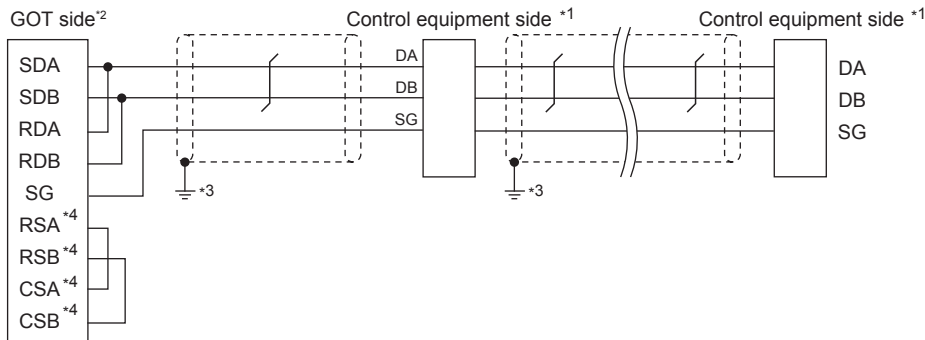 GOT side*2
Control equipment side *1
Control equipment side *1
SDA
SDB
RDA
RDB
SG
RSA*4
RSB*4
CSA*4
CSB*4
DA
DB
SG
DA
DB
SG
*3
*3